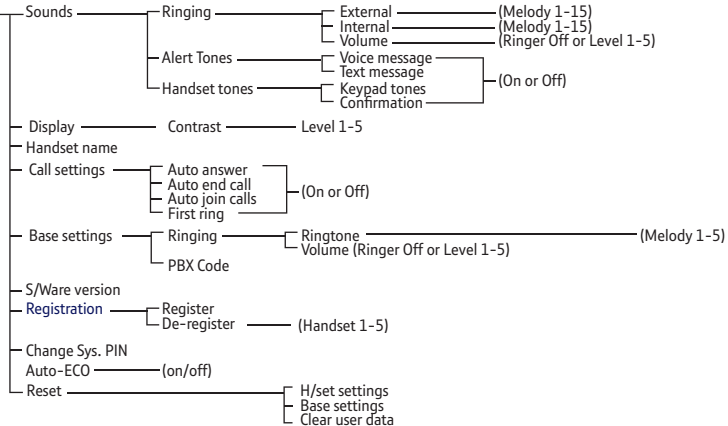 Sounds Ringing External (Melody 1-15)
Internal (Melody 1-15)
Volume (Ringer Off or Level 1-5)
Alert Tones Voice message
Text message
(On or Off)
Handset tones Keypad tones
Confirmation
Display Contrast Level 1-5
Handset name
Call settings Auto answer
Auto end call
(On or Off)
Auto join calls
First ring
Base settings Ringing Ringtone (Melody 1-5)
Volume (Ringer Off or Level 1-5)
PBX Code
S/Ware version
Registration Register
De-register (Handset 1-5)
Change Sys. PIN
Auto-ECO (on/off)
Reset H/set settings
Base settings
Clear user data